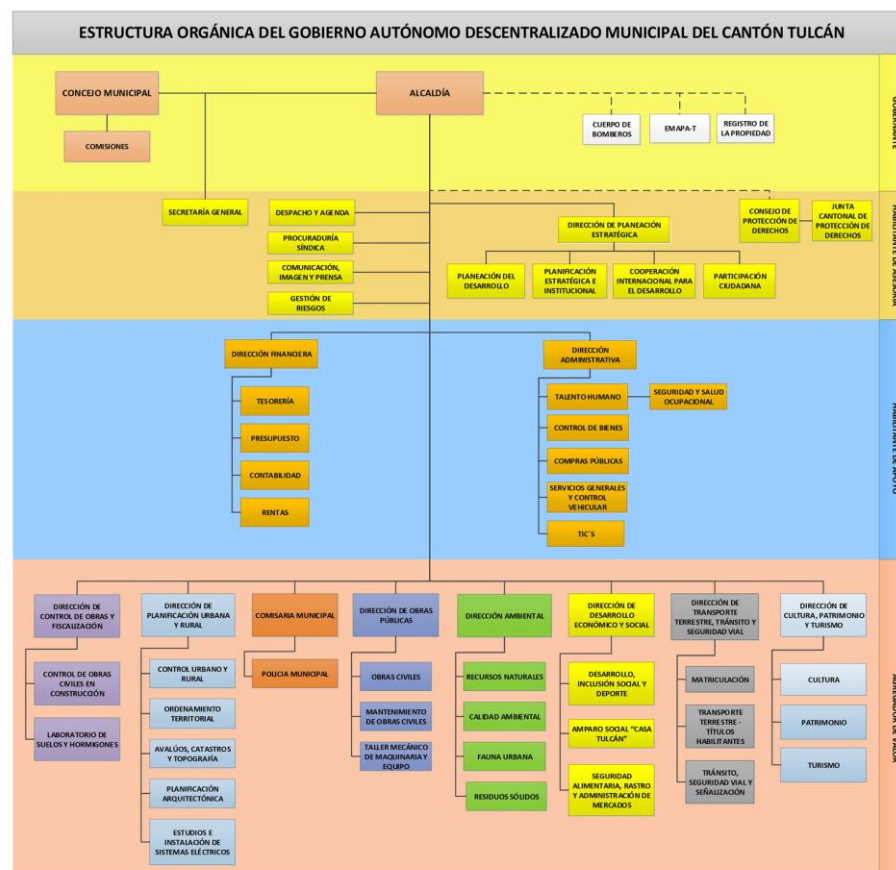 ESTRUCTURA ORGÁNICA DEL GOBIERNO AUTÓNOMO DESCENTRALIZADO MUNICIPAL DEL CANTÓN TULCÁN
CONCEJO MUNICIPAL
ALCALDÍA
COMISIONES
CUERPO DE
BOMBEROS
EMAPA-T
REGISTRO DE
LA PROPIEDAD
GOBERNANTE
SECRETARÍA GENERAL
DESPACHO Y AGENDA
PROCURADURÍA
SÍNDICA
COMUNICACIÓN,
IMAGEN Y PRENSA
GESTIÓN DE
RIESGOS
DIRECCIÓN DE PLANEACIÓN
ESTRATÉGICA
PLANEACIÓN DEL
DESARROLLO
PLANIFICACIÓN
ESTRATÉGICA E
INSTITUCIONAL
COOPERACIÓN
INTERNACIONAL PARA
EL DESARROLLO
PARTICIPACIÓN
CIUDADANA
CONSEJO DE
PROTECCIÓN DE
DERECHOS
JUNTA
CANTONAL DE
PROTECCIÓN DE
DERECHOS
HABILITANTE DE ASESORÍA
DIRECCIÓN FINANCIERA
TESORERÍA
PRESUPUESTO
CONTABILIDAD
RENTAS
DIRECCIÓN
ADMINISTRATIVA
TALENTO HUMANO
SEGURIDAD Y SALUD
OCUPACIONAL
CONTROL DE BIENES
COMPRAS PÚBLICAS
SERVICIOS GENERALES
Y CONTROL
VEHICULAR
TIC´S
HABILITANTE DE APOYO
DIRECCIÓN DE
CONTROL DE OBRAS Y
FISCALIZACIÓN
CONTROL DE OBRAS
CIVILES EN
CONSTRUCCIÓN
LABORATORIO DE
SUELOS Y HORMIGONES
DIRECCIÓN DE
PLANIFICACIÓN URBANA
Y RURAL
CONTROL URBANO Y
RURAL
ORDENAMIENTO
TERRITORIAL
AVALÚOS, CATASTROS
Y TOPOGRAFÍA
PLANIFICACIÓN
ARQUITECTÓNICA
ESTUDIOS E
INSTALACIÓN DE
SISTEMAS ELÉCTRICOS
COMISARIA MUNICIPAL
POLICIA MUNICIPAL
DIRECCIÓN DE OBRAS
PÚBLICAS
OBRAS CIVILES
MANTENIMIENTO
DE OBRAS CIVILES
TALLER MECÁNICO
DE MAQUINARIA Y
EQUIPO
DIRECCIÓN AMBIENTAL
RECURSOS NATURALES
CALIDAD AMBIENTAL
FAUNA URBANA
RESIDUOS SÓLIDOS
DIRECCIÓN DE
DESARROLLO
ECONÓMICO Y SOCIAL
DESARROLLO,
INCLUSIÓN SOCIAL Y
DEPORTE
AMPARO SOCIAL "CASA
TULCÁN"
SEGURIDAD
ALIMENTARIA, RASTRO
Y ADMINISTRACIÓN DE
MERCADOS
DIRECCIÓN DE
TRANSPORTE
TERRESTRE, TRÁNSITO Y
SEGURIDAD VIAL
MATRICULACIÓN
TRANSPORTE
TERRESTRE -
TÍTULOS
HABILITANTES
TRÁNSITO,
SEGURIDAD VIAL Y
SEÑALIZACIÓN
DIRECCIÓN DE
CULTURA, PATRIMONIO
Y TURISMO
CULTURA
PATRIMONIO
TURISMO
AGREGADOR DE VALOR